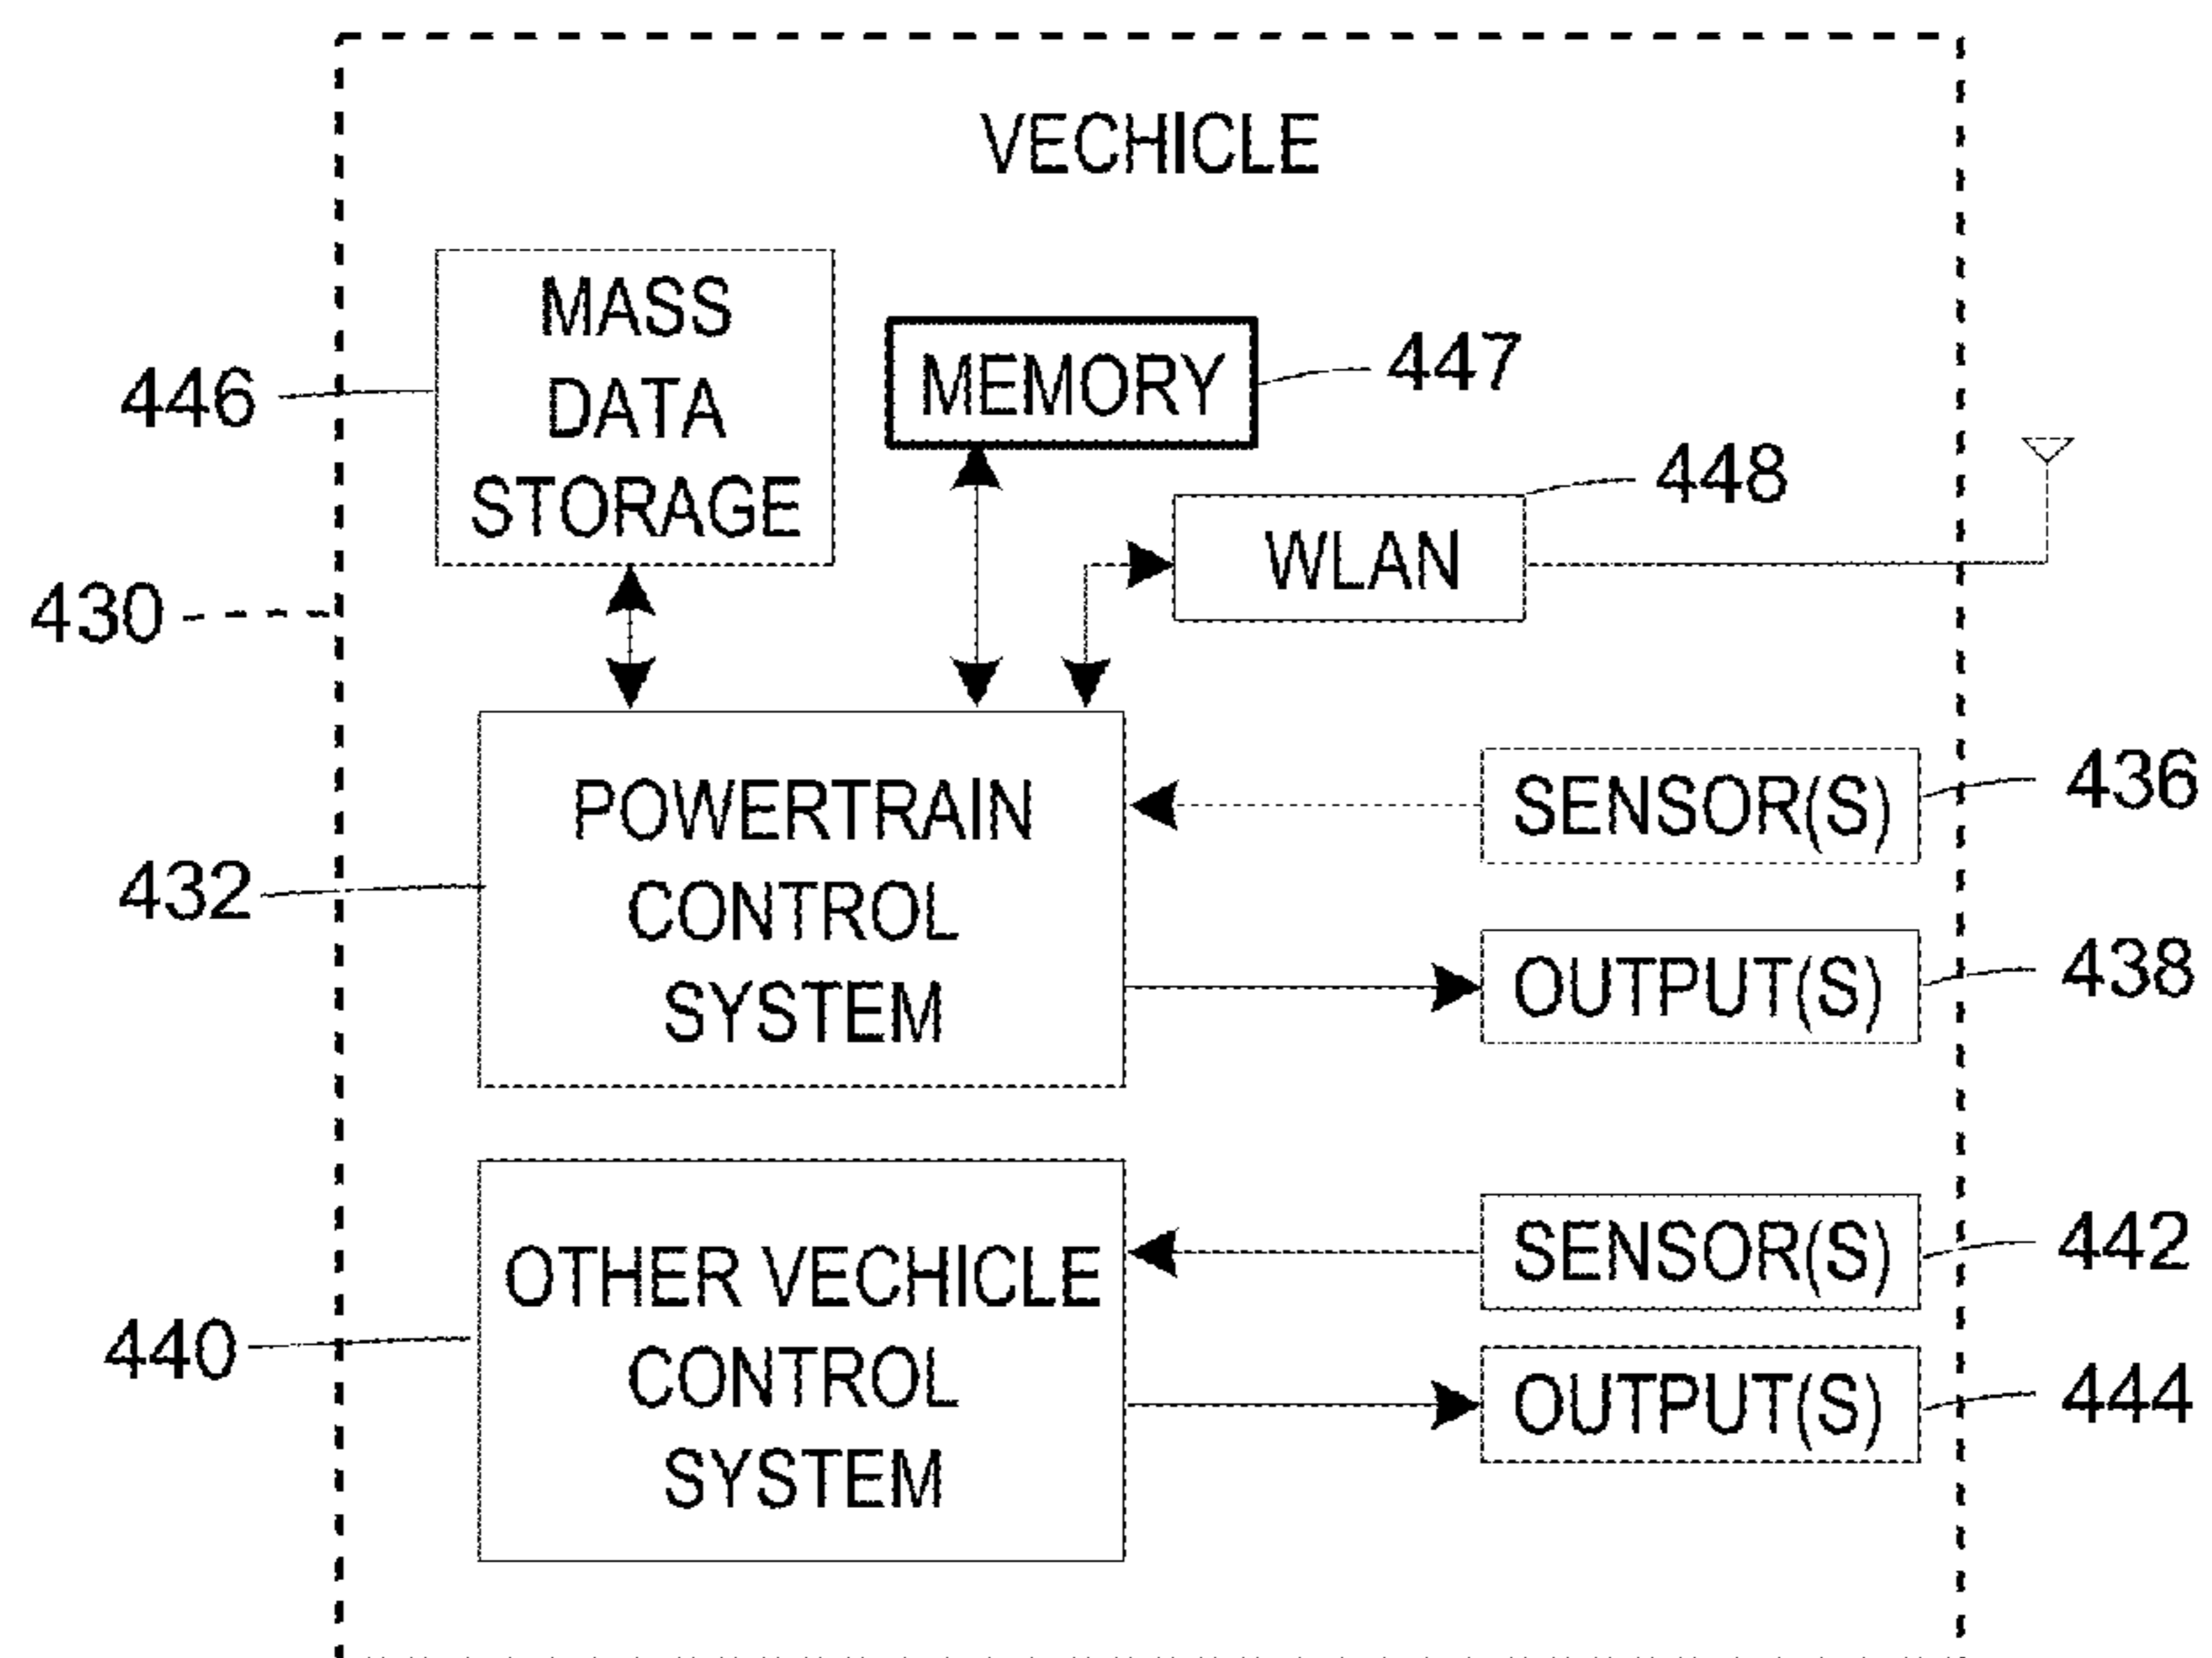 VECHICLE
MASS
DATA
STORAGE
446
MEMORY
447
448
WLAN
430
POWERTRAIN
CONTROL
SYSTEM
432
SENSOR(S)
436
OUTPUT(S)
438
OTHER VECHICLE
CONTROL
SYSTEM
440
SENSOR(S)
442
OUTPUT(S)
444